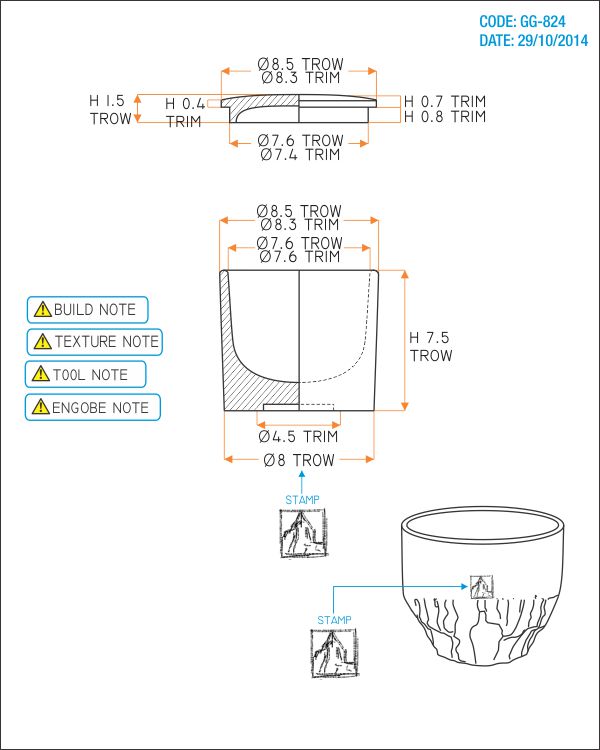 CODE: GG-824
DATE: 29/10/2014
Ø8.5 TROW
Ø8.3 TRIM
H 1.5
TROW
H 0.4
TRIM
H 0.7 TRIM
H 0.8 TRIM
Ø7.6 TROW
Ø7.4 TRIM
Ø8.5 TROW
Ø8.3 TRIM
Ø7.6 TROW
Ø7.6 TRIM
BUILD NOTE
TEXTURE NOTE
TOOL NOTE
ENGOBE NOTE
H 7.5
TROW
Ø4.5 TRIM
Ø8 TROW
STAMP
STAMP